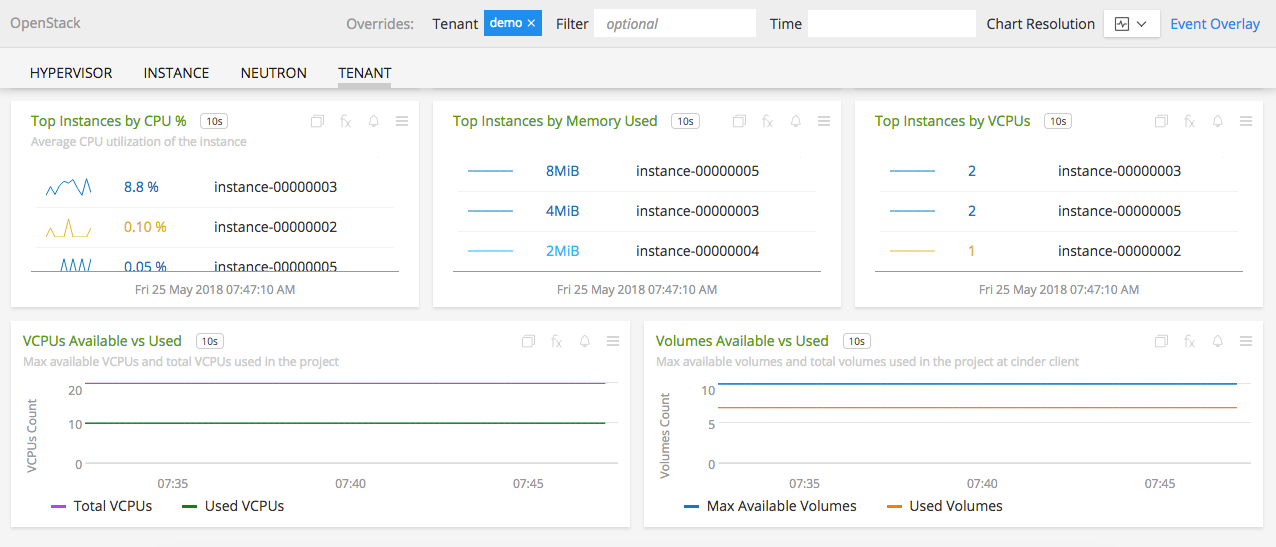 OpenStack Overrides: Tenant demo × Filter optional Time Chart Resolution Event Overlay
HYPERVISOR INSTANCE NEUTRON TENANT
Top Instances by CPU % 10s fx
Average CPU utilization of the instance
8.8 % instance-00000003
0.10 % instance-00000002
0.05 % instance-00000005
Fri 25 May 2018 07:47:10 AM
Top Instances by Memory Used 10s fx
8MiB instance-00000005
4MiB instance-00000003
2MiB instance-00000004
Fri 25 May 2018 07:47:10 AM
Top Instances by VCPUs 10s fx
2 instance-00000003
2 instance-00000005
1 instance-00000002
Fri 25 May 2018 07:47:10 AM
VCPUs Available vs Used 10s fx
Max available VCPUs and total VCPUs used in the project
VCPUs Count
20
10
0
07:35 07:40 07:45
Total VCPUs Used VCPUs
Volumes Available vs Used 10s fx
Max available volumes and total volumes used in the project at cinder client
Volumes Count
10
5
0
07:35 07:40 07:45
Max Available Volumes Used Volumes